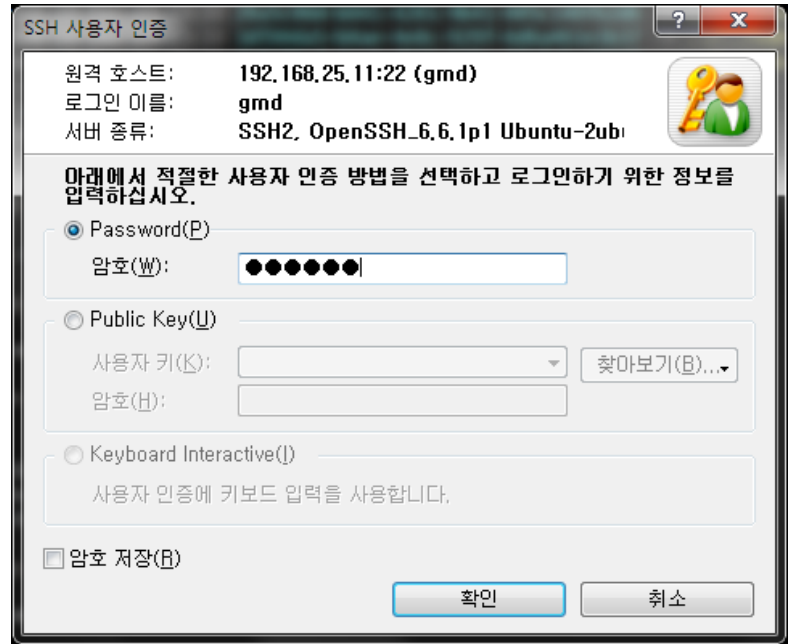 SSH 사용자 인증
원격 호스트: 192.168.25.11:22 (gmd)
로그인 이름: gmd
서버 종류: SSH2, OpenSSH_6.6.1p1 Ubuntu-2ub
아래에서 적절한 사용자 인증 방법을 선택하고 로그인하기 위한 정보를
입력하십시오.
Password(P)
암호(W): ●●●●●●
Public Key(U)
사용자 키(K): 찾아보기(B)...
암호(H):
Keyboard Interactive(I)
사용자 인증에 키보드 입력을 사용합니다.
암호 저장(R)
확인 취소